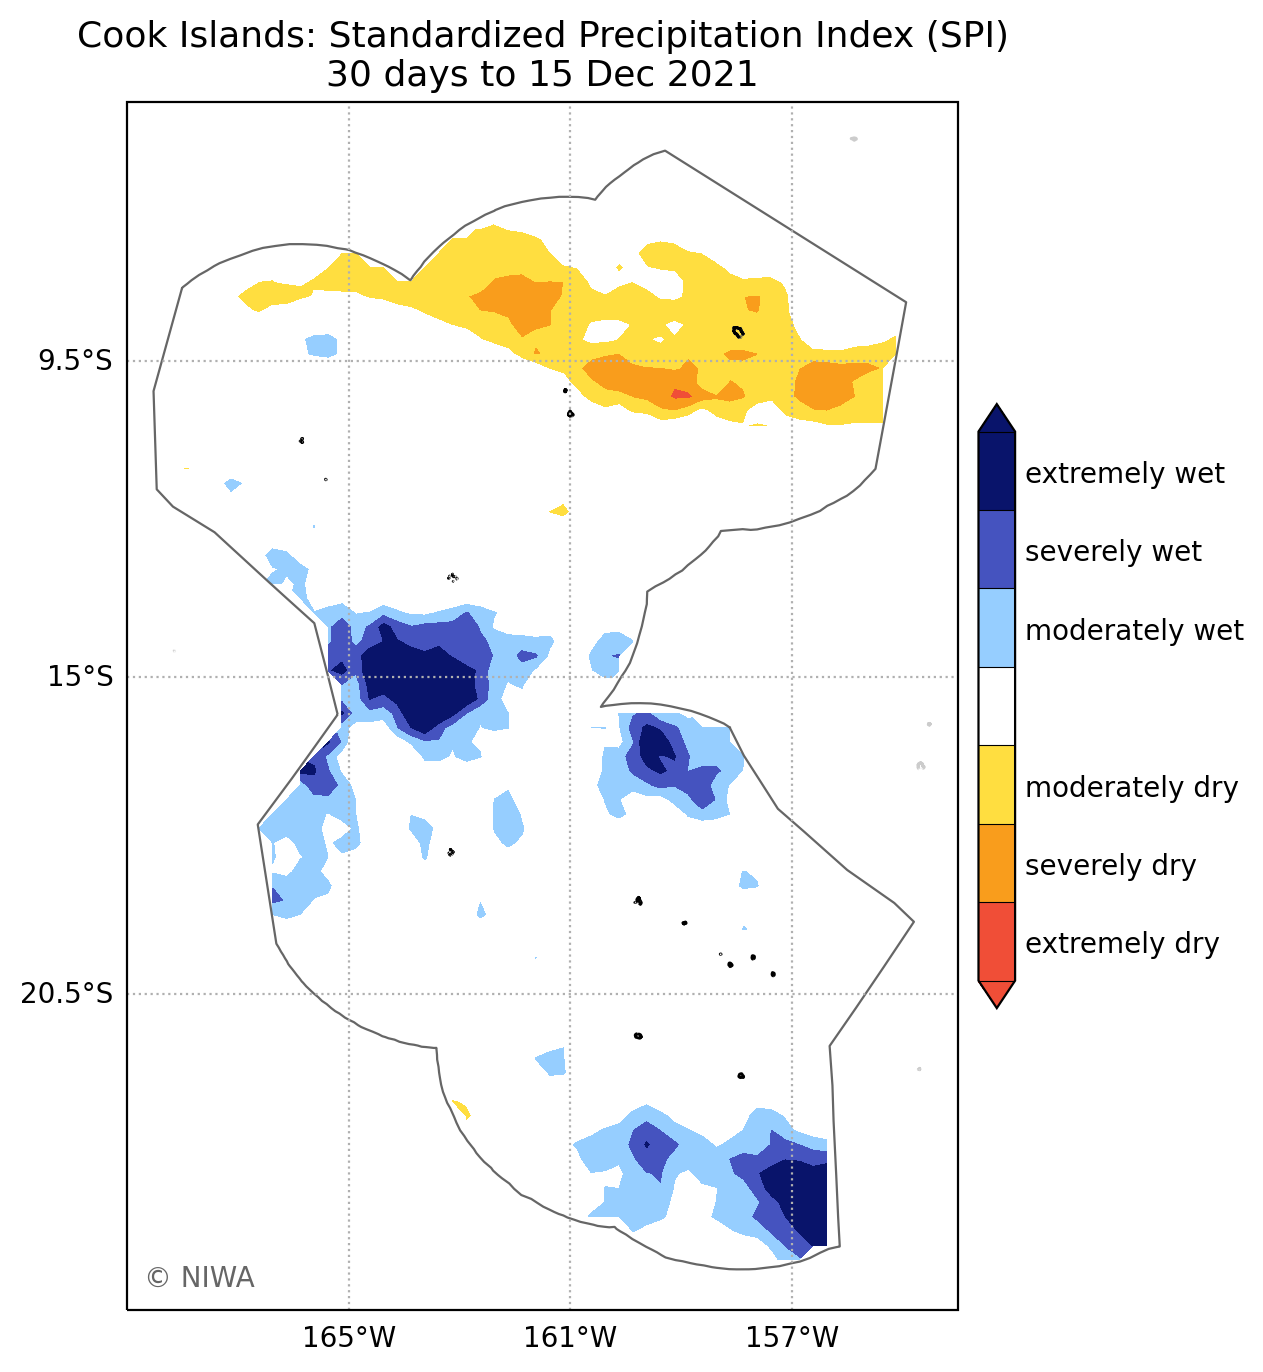 Cook Islands: Standardized Precipitation Index (SPI)
30 days to 15 Dec 2021
9.5°S
15°S
20.5°S
165°W
161°W
157°W
extremely wet
severely wet
moderately wet
moderately dry
severely dry
extremely dry
© NIWA